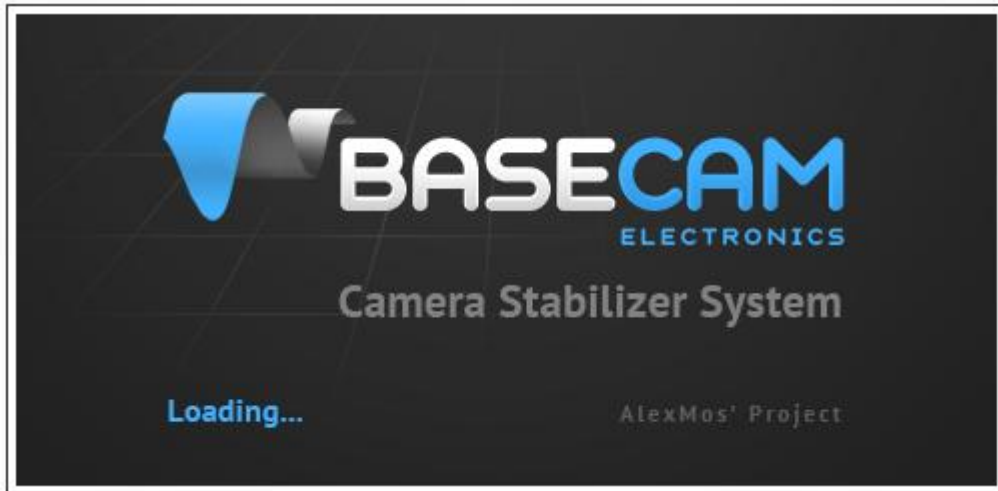 BASECAM
ELECTRONICS
Camera Stabilizer System
Loading...
AlexMos' Project